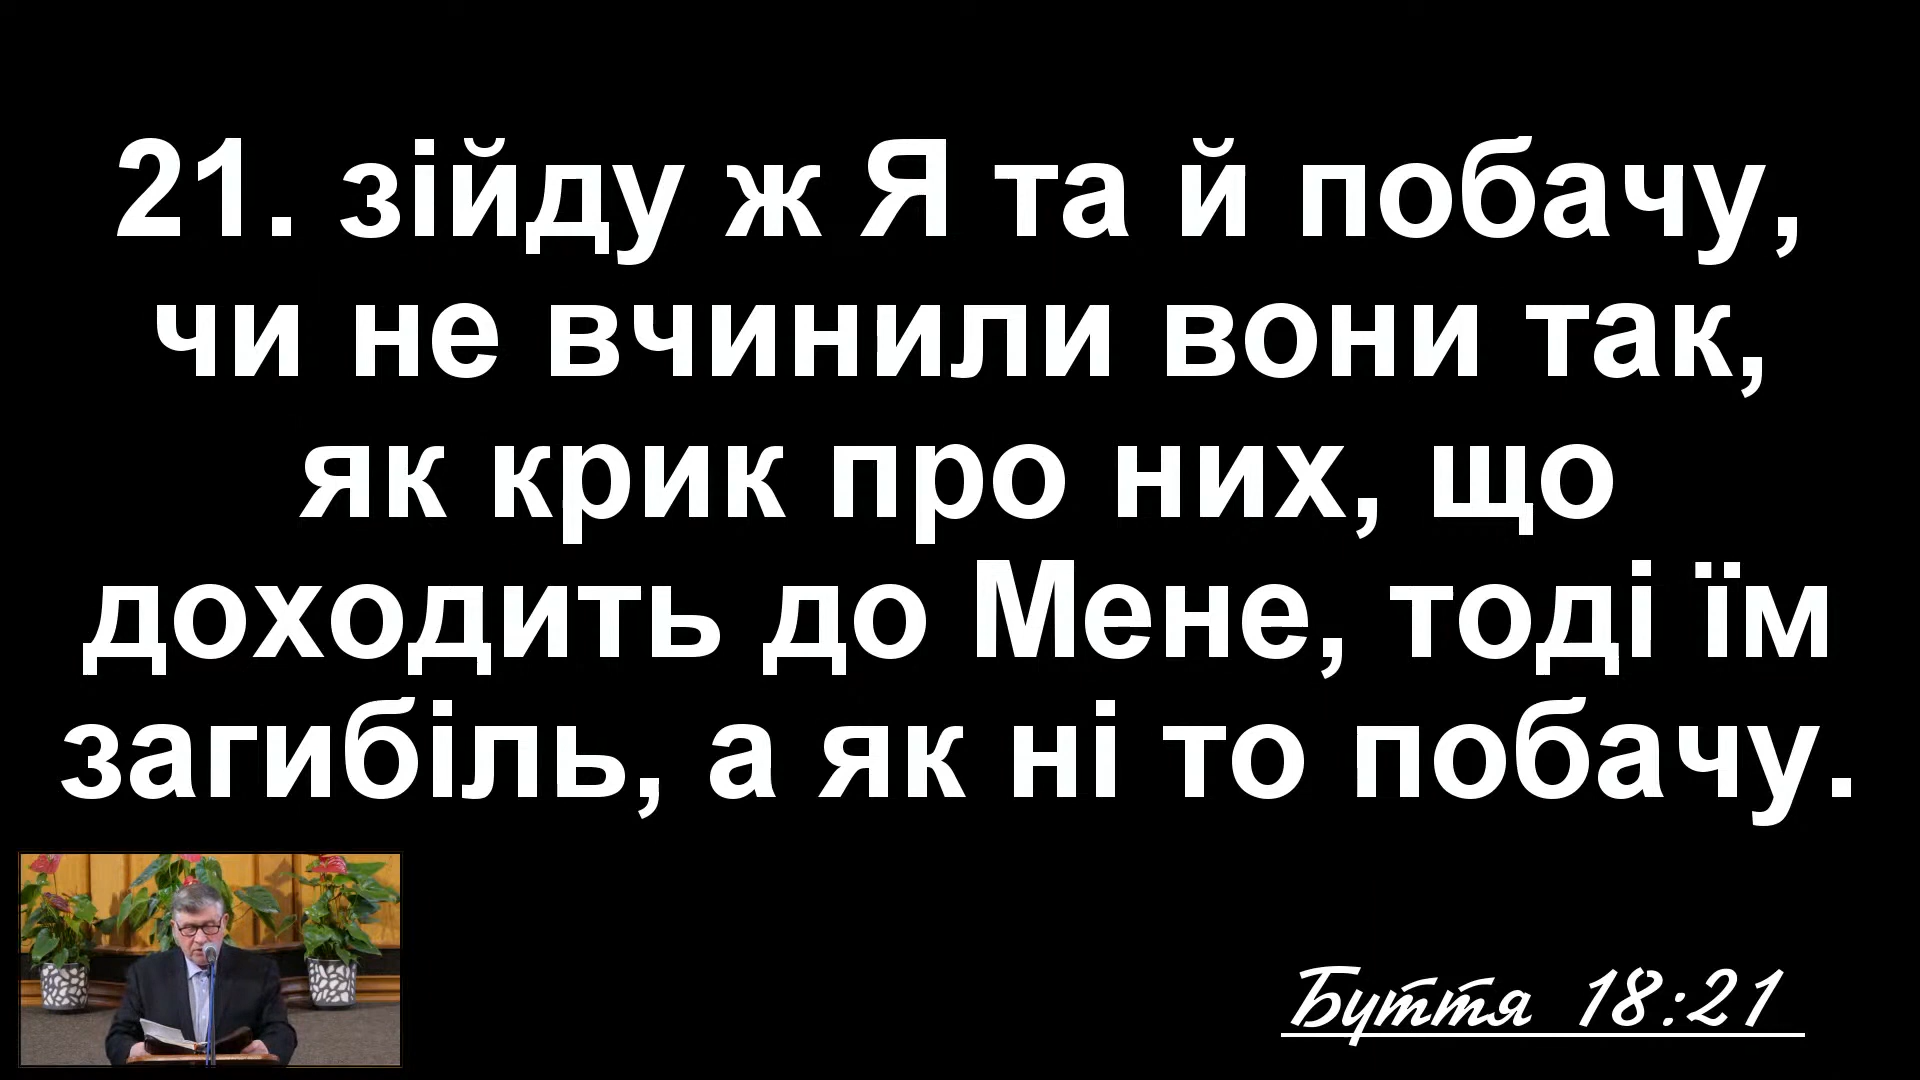 21. зійду ж Я та й побачу,
чи не вчинили вони так,
як крик про них, що
доходить до Мене, тоді їм
загибіль, а як ні то побачу.
Буття 18:21